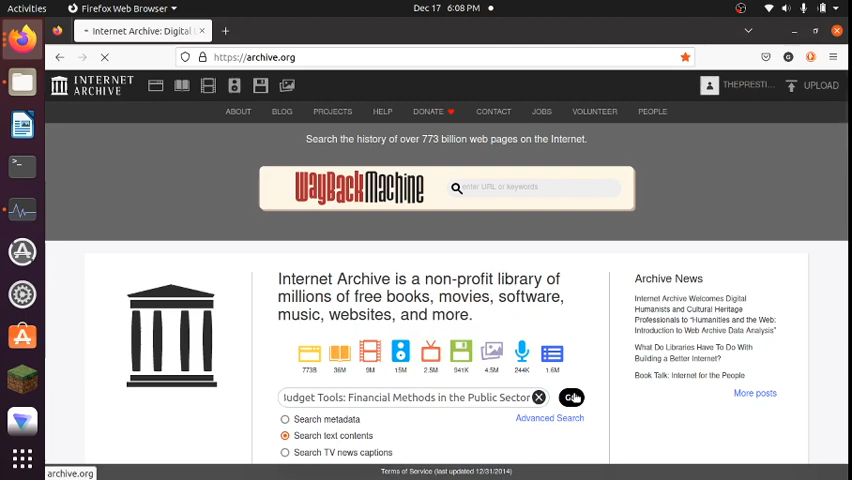 Activities
Firefox Web Browser
Dec 17 6:08 PM
Internet Archive: Digital L
https://archive.org
INTERNET
ARCHIVE
THEPRESTI...
UPLOAD
ABOUT
BLOG
PROJECTS
HELP
DONATE
CONTACT
JOBS
VOLUNTEER
PEOPLE
Search the history of over 773 billion web pages on the Internet.
WayBackMachine
enter URL or keywords
Internet Archive is a non-profit library of
millions of free books, movies, software,
music, websites, and more.
773B 36M 9M 15M 2.5M 941K 4.5M 244K 1.6M
udget Tools: Financial Methods in the Public Sector
GO
Advanced Search
Search metadata
Search text contents
Search TV news captions
Archive News
Internet Archive Welcomes Digital
Humanists and Cultural Heritage
Professionals to “Humanities and the Web:
Introduction to Web Archive Data Analysis”
What Do Libraries Have To Do With
Building a Better Internet?
Book Talk: Internet for the People
More posts
Terms of Service (last updated 12/31/2014)
archive.org